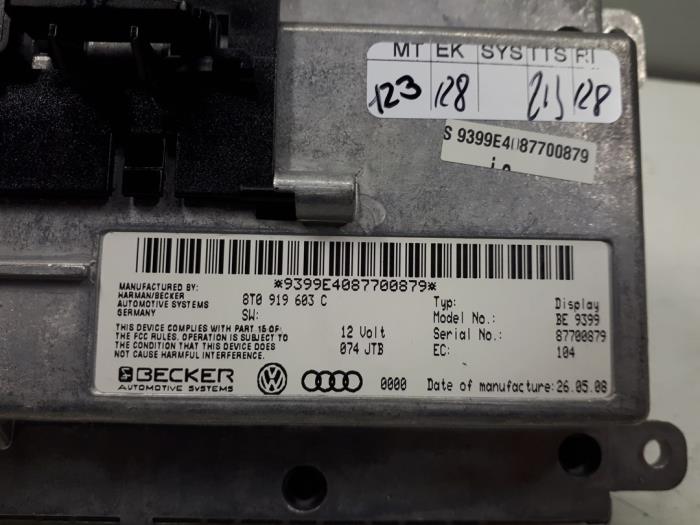 MT EK SYS TTS FI
123 128 128
S 9399E4087700879
*9399E4087700879*
MANUFACTURED BY:
HARMAN/BECKER
AUTOMOTIVE SYSTEMS
GERMANY
8T0 919 603 C
SW:
THIS DEVICE COMPLIES WITH PART 15 OF
THE FCC RULES. OPERATION IS SUBJECT TO
THE CONDITION THAT THIS DEVICE DOES
NOT CAUSE HARMFUL INTERFERENCE.
12 Volt
074 JTB
Typ: Display
Model No.: BE 9399
Serial No.: 87700879
EC: 104
BECKER
AUTOMOTIVE SYSTEMS
0000
Date of manufacture:26.05.08